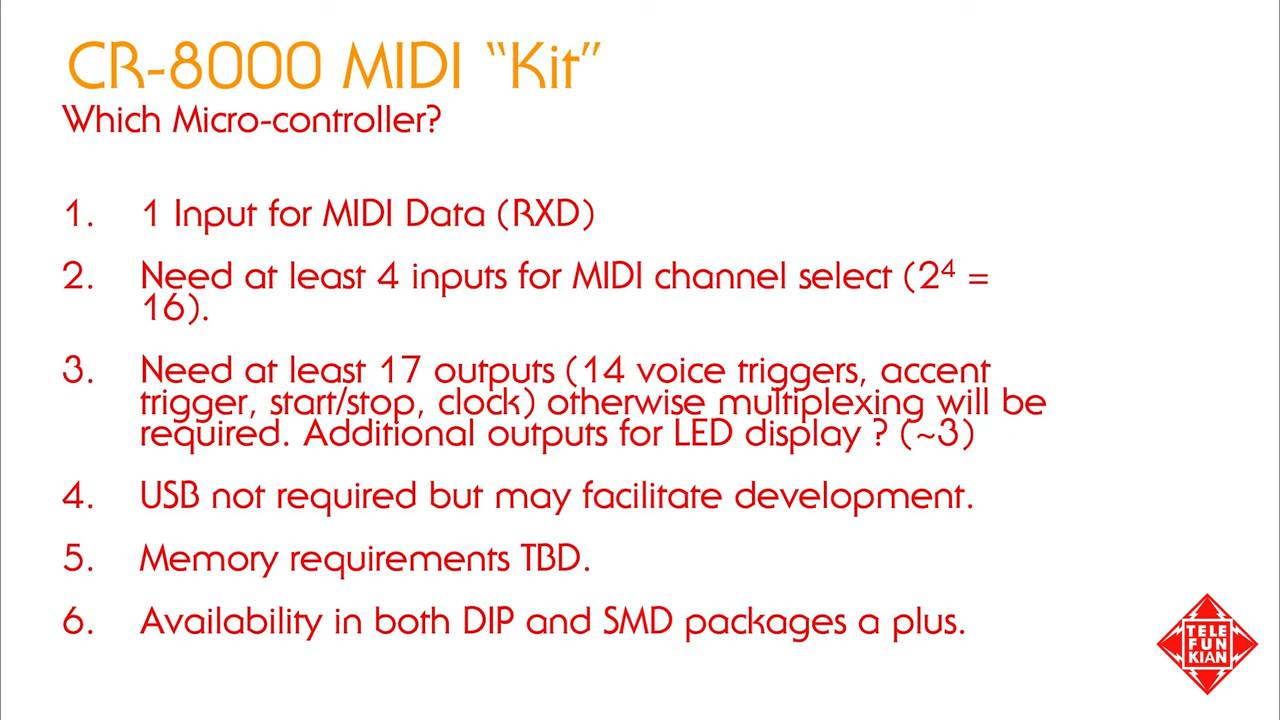 CR-8000 MIDI “Kit”
Which Micro-controller?
1. 1 Input for MIDI Data (RXD)
2. Need at least 4 inputs for MIDI channel select (2⁴ =
16).
3. Need at least 17 outputs (14 voice triggers, accent
trigger, start/stop, clock) otherwise multiplexing will be
required. Additional outputs for LED display ? (~3)
4. USB not required but may facilitate development.
5. Memory requirements TBD.
6. Availability in both DIP and SMD packages a plus.
TELE
FUN
KIAN